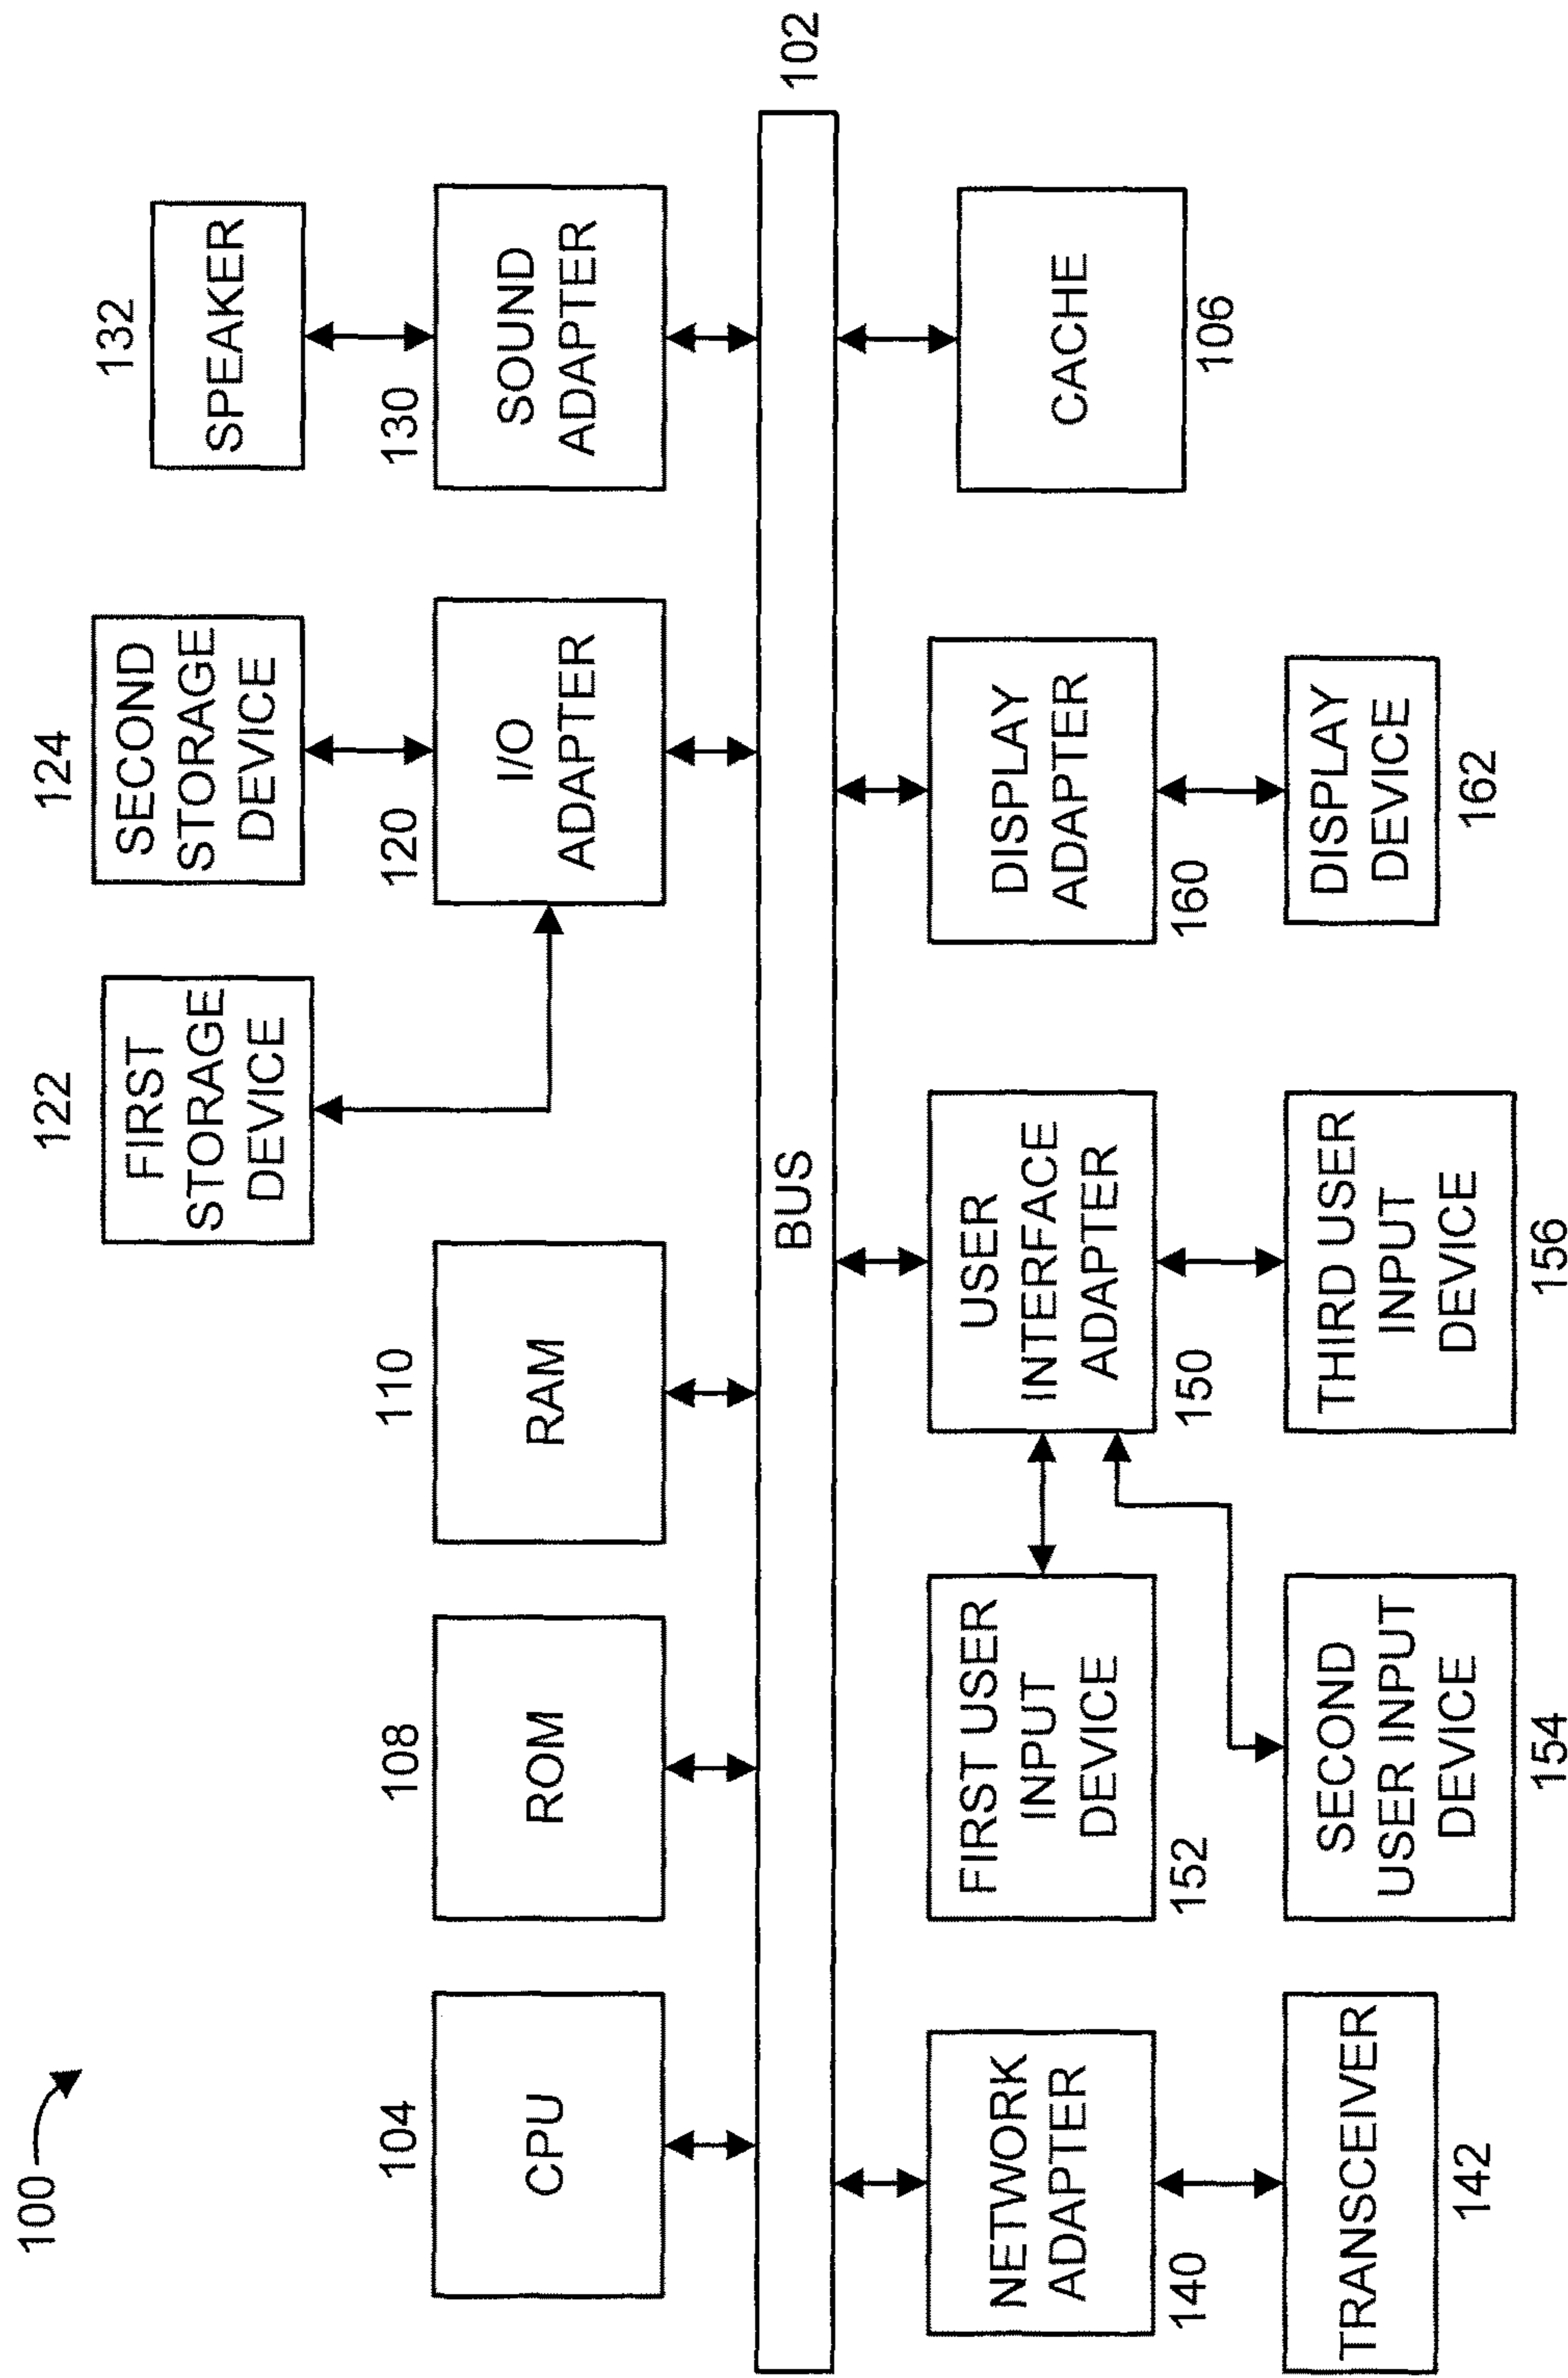 100
122
FIRST
STORAGE
DEVICE
124
SECOND
STORAGE
DEVICE
132
SPEAKER
104
CPU
108
ROM
110
RAM
120
I/O
ADAPTER
130
SOUND
ADAPTER
BUS
102
NETWORK
ADAPTER
140
FIRST USER
INPUT
DEVICE
152
USER
INTERFACE
ADAPTER
150
DISPLAY
ADAPTER
160
CACHE
106
TRANSCEIVER
142
SECOND
USER INPUT
DEVICE
154
THIRD USER
INPUT
DEVICE
156
DISPLAY
DEVICE
162